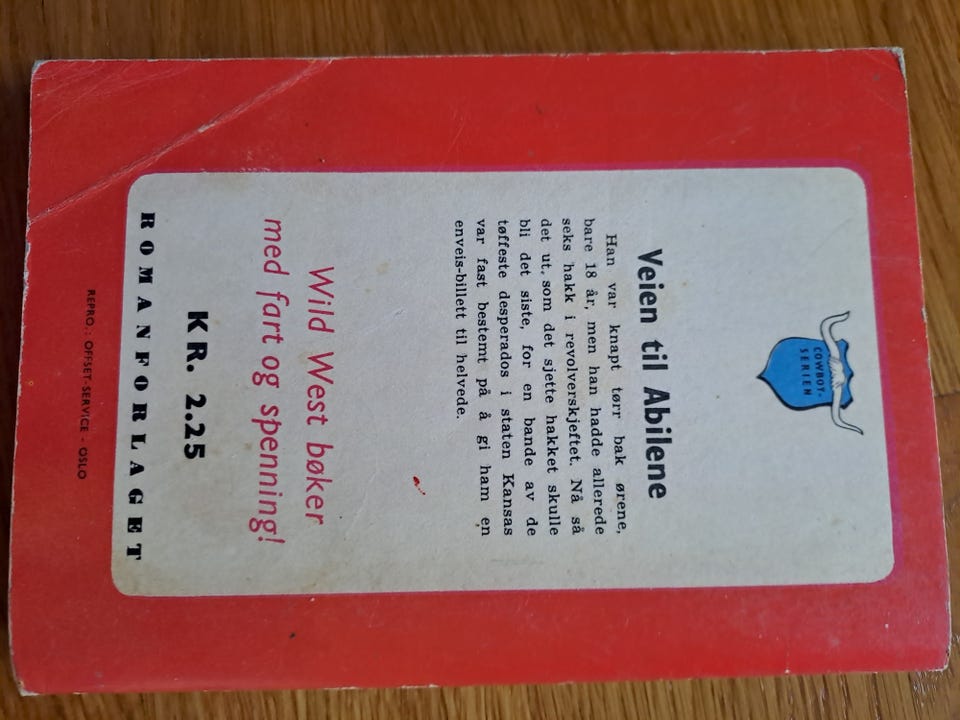 COWBOY-
SERIEN
Veien til Abilene
Han var knapt tørr bak ørene,
bare 18 år, men han hadde allerede
seks hakk i revolverskjeftet. Nå så
det ut, som det sjette hakket skulle
bli det siste, for en bande av de
tøffeste desperados i staten Kansas
var fast bestemt på å gi ham en
enveis-billett til helvede.
Wild West bøker
med fart og spenning!
KR. 2.25
ROMANFORLAGET
REPRO.: OFFSET-SERVICE - OSLO